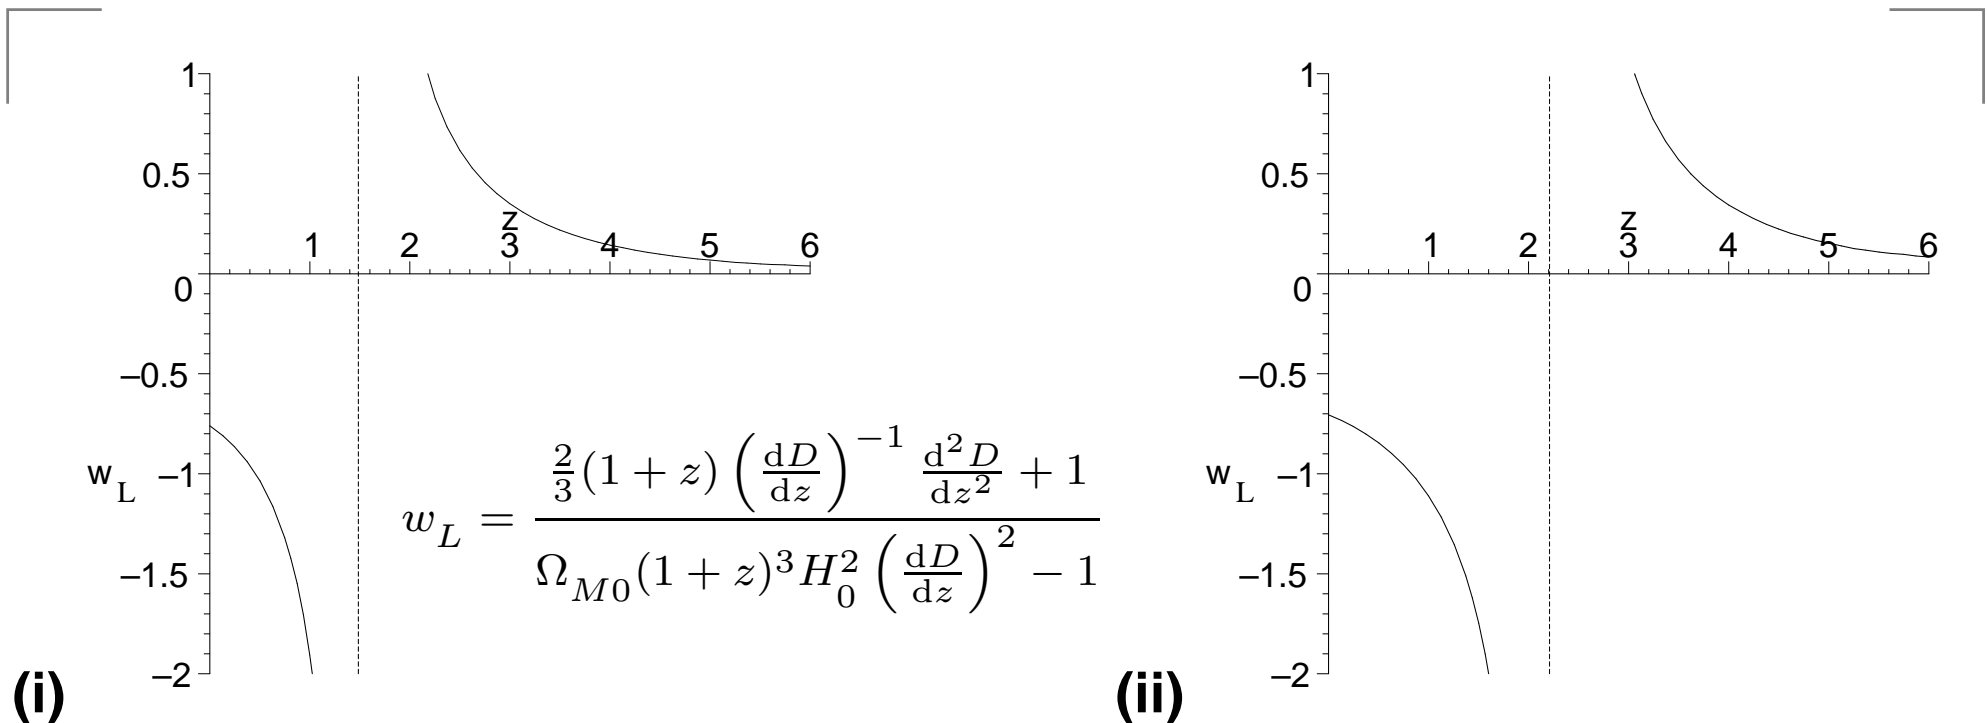 1
0.5
z
1 2 3 4 5 6
0
–0.5
w_L –1
–1.5
–2
(i)
w_L = \frac{\frac{2}{3}(1+z)\left(\frac{dD}{dz}\right)^{-1}\frac{d^2D}{dz^2}+1}{\Omega_{M0}(1+z)^3H_0^2\left(\frac{dD}{dz}\right)^2-1}
1
0.5
z
1 2 3 4 5 6
0
–0.5
w_L –1
–1.5
–2
(ii)